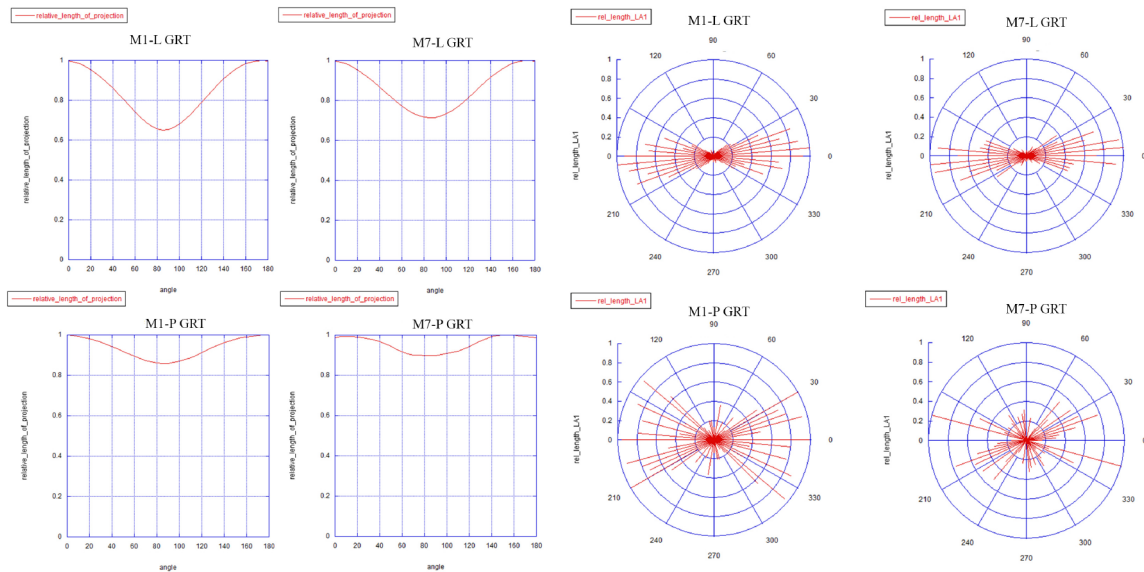 relative_length_of_projection
M1-L GRT
relative_length_of_projection
1
0.8
0.6
0.4
0.2
0
0 20 40 60 80 100 120 140 160 180
angle
relative_length_of_projection
M7-L GRT
relative_length_of_projection
1
0.8
0.6
0.4
0.2
0
0 20 40 60 80 100 120 140 160 180
angle
rel_length_LA1
M1-L GRT
rel_length_LA1
1
0.8
0.6
0.4
0.2
0
90
120 60
30
0
210 330
240 300
270
rel_length_LA1
M7-L GRT
rel_length_LA1
1
0.8
0.6
0.4
0.2
0
90
120 60
30
0
210 330
240 300
270
relative_length_of_projection
M1-P GRT
relative_length_of_projection
1
0.8
0.6
0.4
0.2
0
0 20 40 60 80 100 120 140 160 180
angle
relative_length_of_projection
M7-P GRT
relative_length_of_projection
1
0.8
0.6
0.4
0.2
0
0 20 40 60 80 100 120 140 160 180
angle
rel_length_LA1
M1-P GRT
rel_length_LA1
1
0.8
0.6
0.4
0.2
0
90
120 60
30
0
210 330
240 300
270
rel_length_LA1
M7-P GRT
rel_length_LA1
1
0.8
0.6
0.4
0.2
0
90
120 60
30
0
210 330
240 300
270